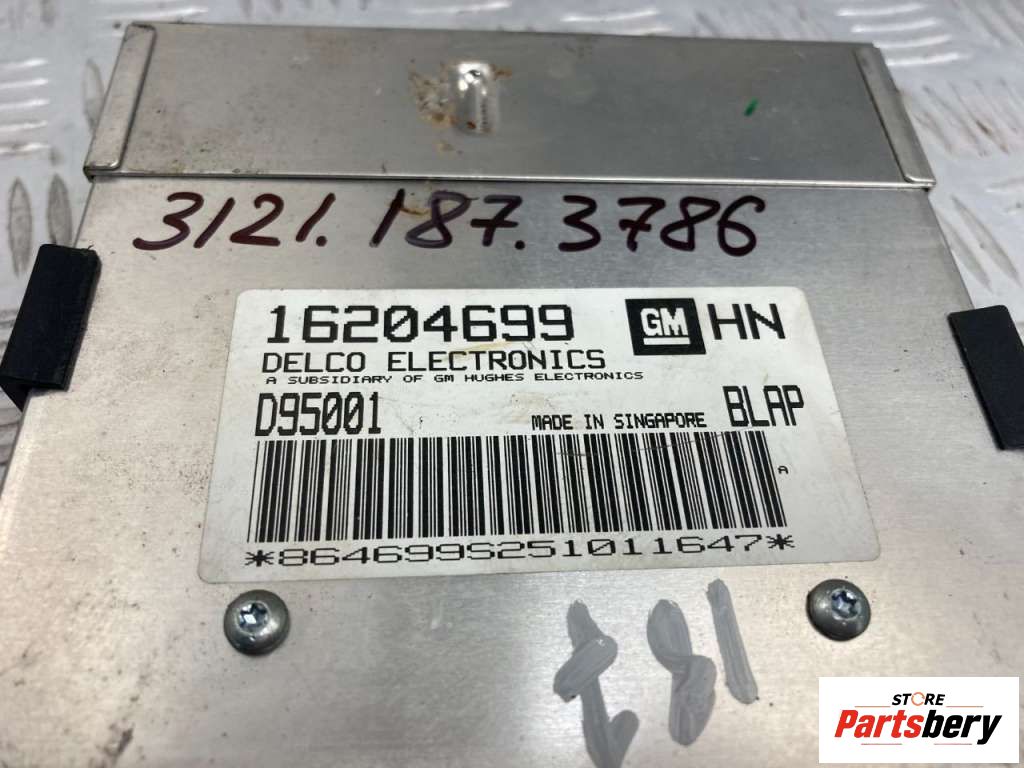 3121.187.3786
16204699 GM HN
DELCO ELECTRONICS
A SUBSIDIARY OF GM HUGHES ELECTRONICS
D95001 MADE IN SINGAPORE BLAP
A
*864699S251011647*
STORE
Partsbery